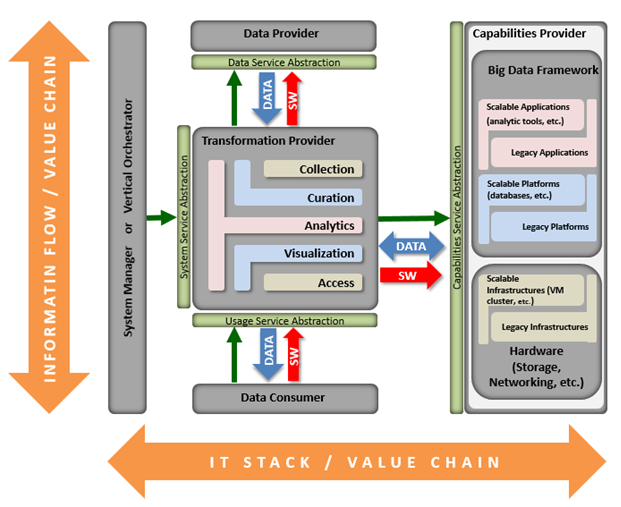 INFORMATIN FLOW / VALUE CHAIN
System Manager or Vertical Orchestrator
Data Provider
Data Service Abstraction
DATA
SW
System Service Abstraction
Transformation Provider
Collection
Curation
Analytics
Visualization
Access
Usage Service Abstraction
DATA
SW
Data Consumer
DATA
SW
Capabilities Service Abstraction
Capabilities Provider
Big Data Framework
Scalable Applications
(analytic tools, etc.)
Legacy Applications
Scalable Platforms
(databases, etc.)
Legacy Platforms
Scalable
Infrastructures (VM
cluster, etc.)
Legacy Infrastructures
Hardware
(Storage,
Networking, etc.)
IT STACK / VALUE CHAIN